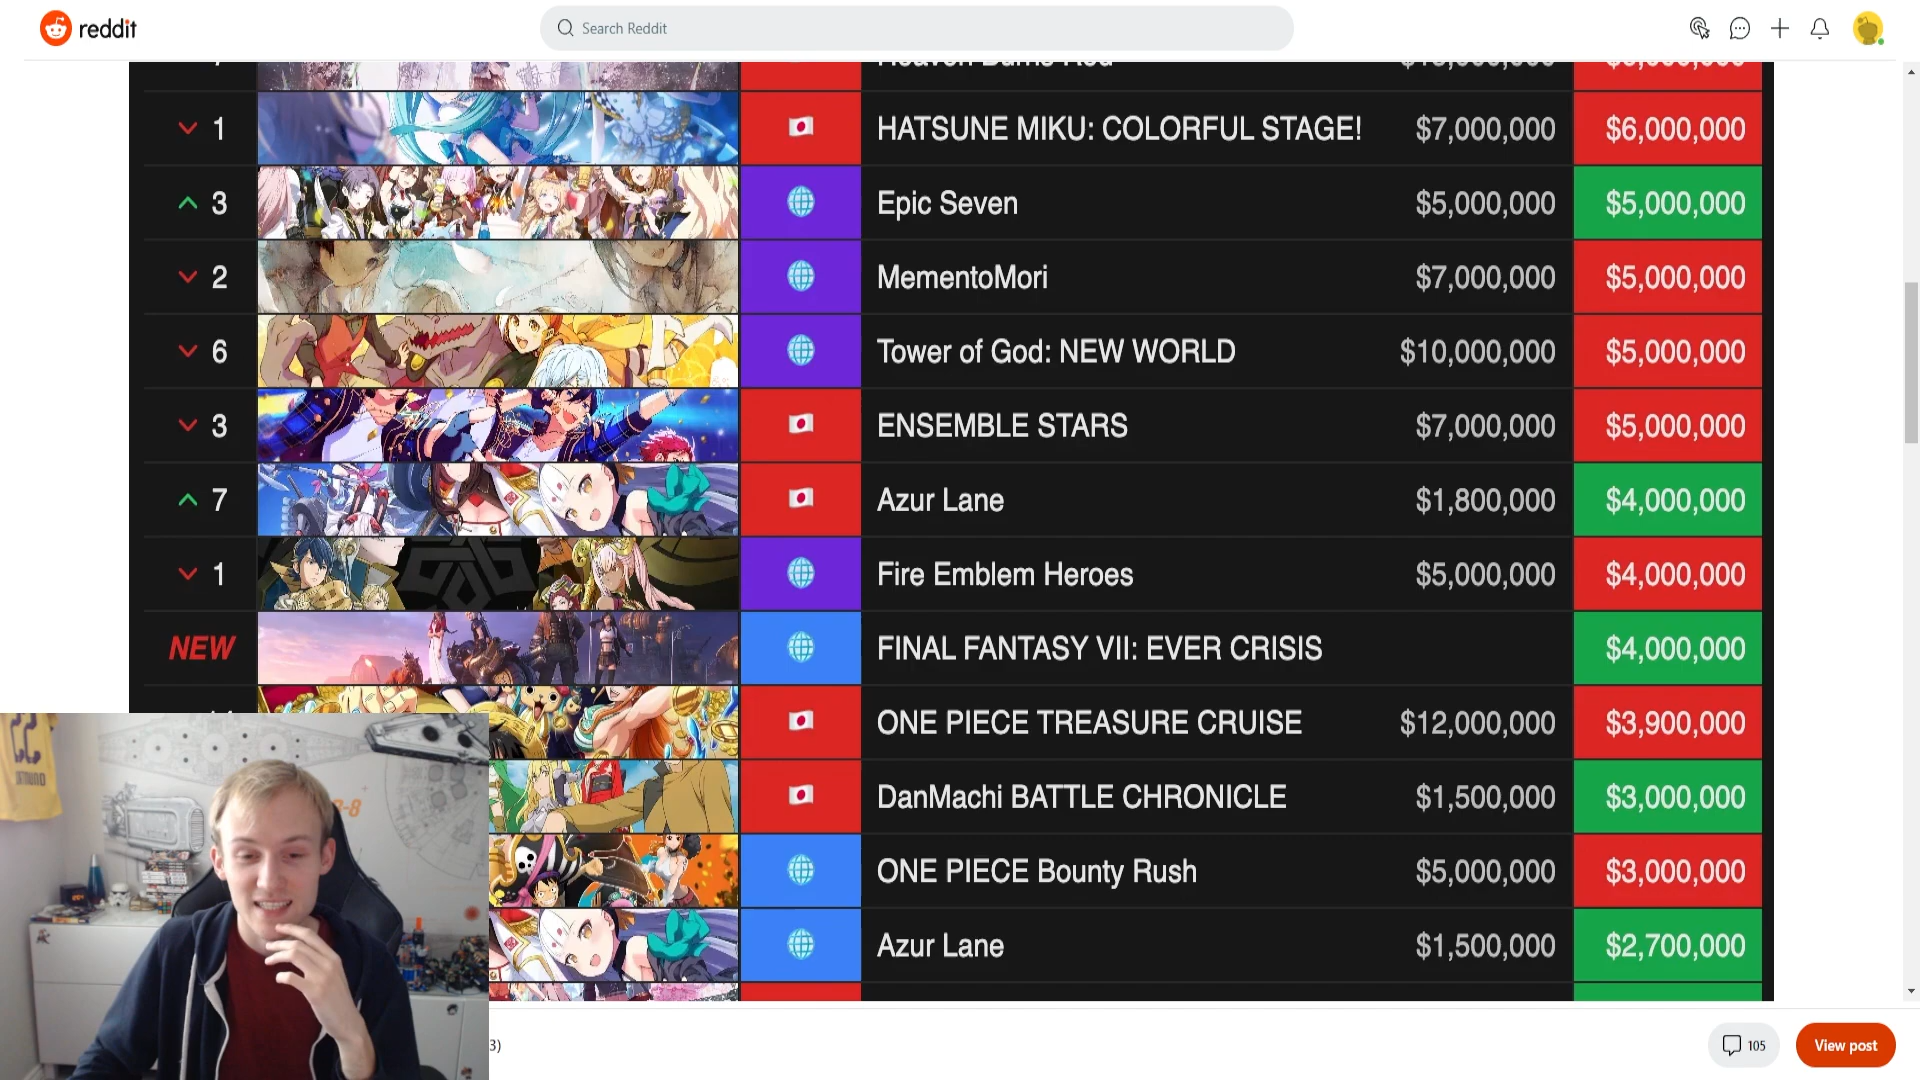 reddit
Search Reddit
Heaven Burns Red
1 HATSUNE MIKU: COLORFUL STAGE! $7,000,000 $6,000,000
3 Epic Seven $5,000,000 $5,000,000
2 MementoMori $7,000,000 $5,000,000
6 Tower of God: NEW WORLD $10,000,000 $5,000,000
3 ENSEMBLE STARS $7,000,000 $5,000,000
7 Azur Lane $1,800,000 $4,000,000
1 Fire Emblem Heroes $5,000,000 $4,000,000
NEW FINAL FANTASY VII: EVER CRISIS $4,000,000
ONE PIECE TREASURE CRUISE $12,000,000 $3,900,000
DanMachi BATTLE CHRONICLE $1,500,000 $3,000,000
ONE PIECE Bounty Rush $5,000,000 $3,000,000
Azur Lane $1,500,000 $2,700,000
3)
105
View post